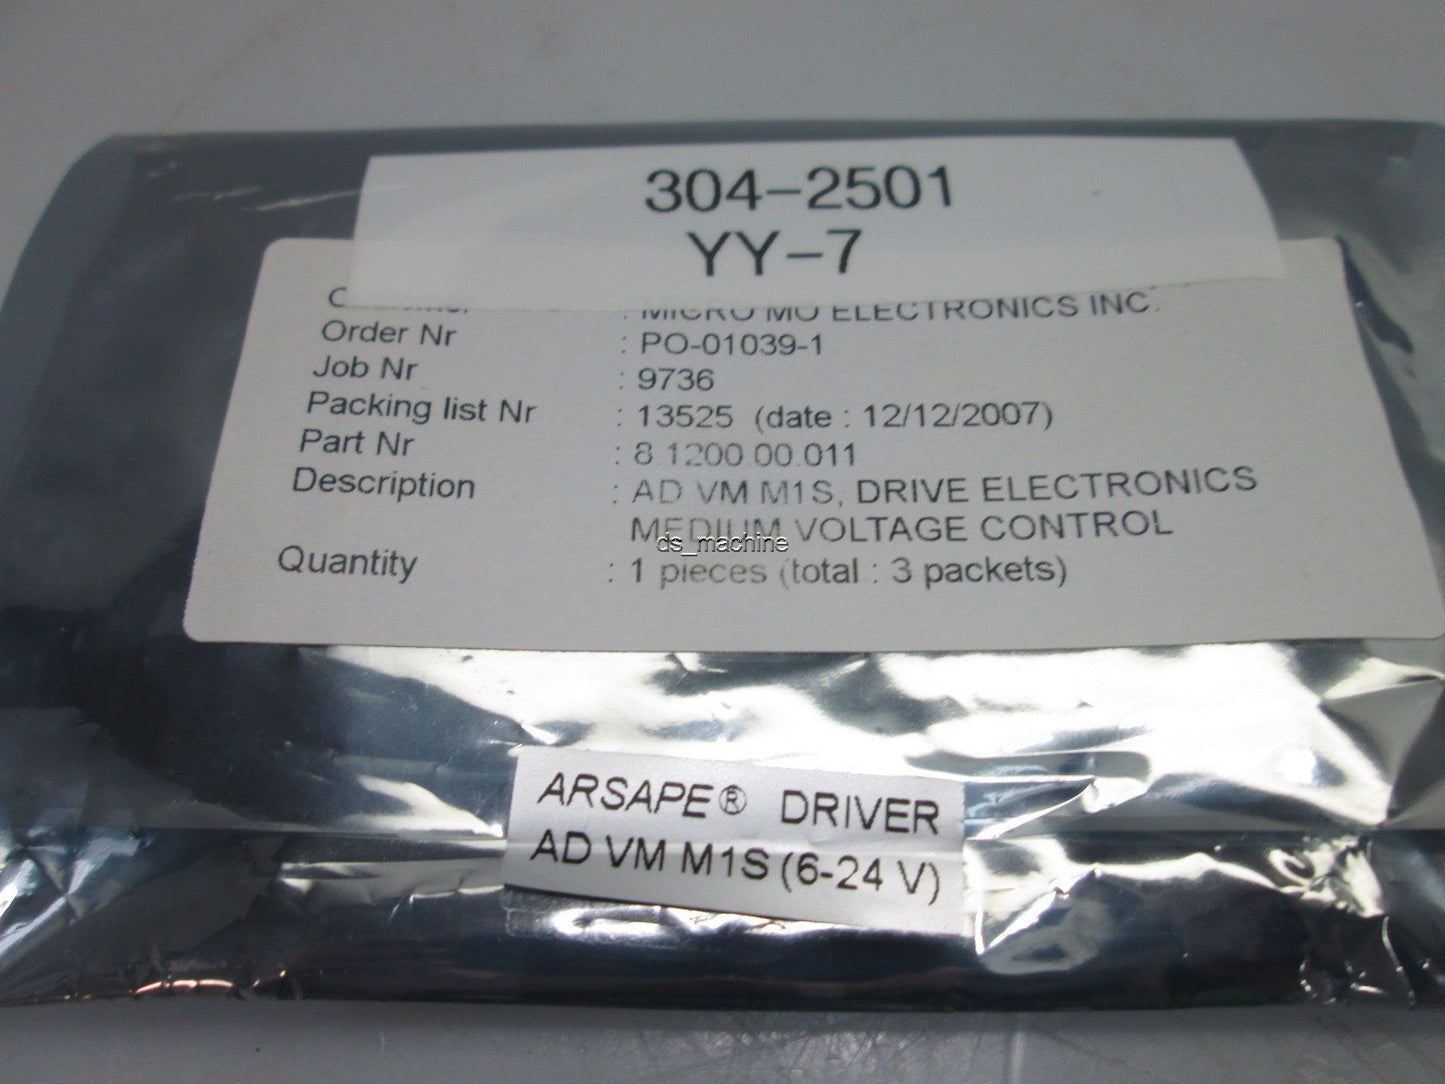 304-2501
YY-7
MICRO MO ELECTRONICS INC.
Order Nr : PO-01039-1
Job Nr : 9736
Packing list Nr : 13525 (date : 12/12/2007)
Part Nr : 8.1200.00.011
Description : AD VM M1S, DRIVE ELECTRONICS
MEDIUM VOLTAGE CONTROL
ds_machine
Quantity : 1 pieces (total : 3 packets)
ARSAPE® DRIVER
AD VM M1S (6-24 V)